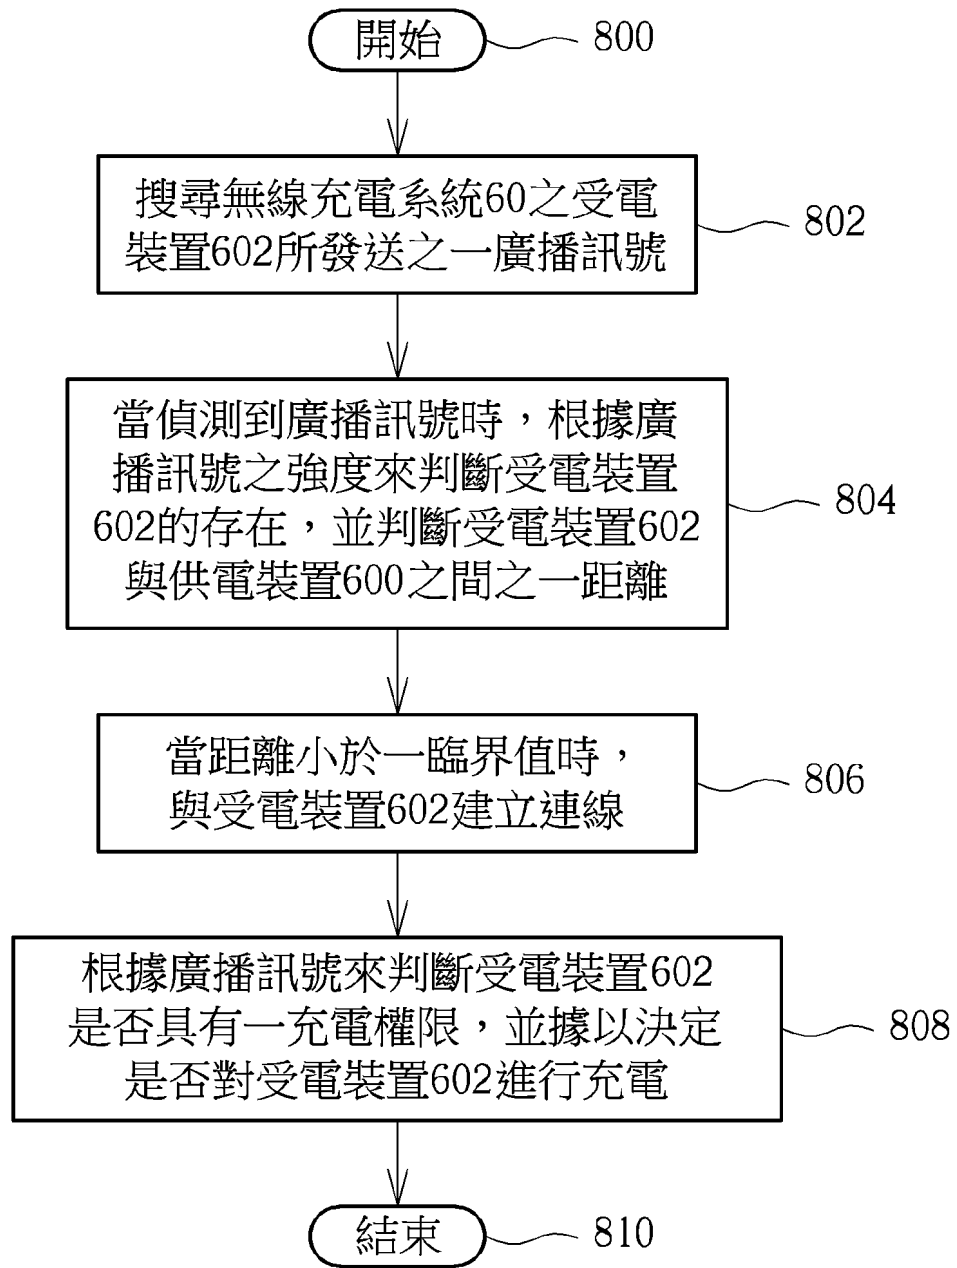 開始
800
搜尋無線充電系統60之受電
裝置602所發送之一廣播訊號
802
當偵測到廣播訊號時，根據廣
播訊號之強度來判斷受電裝置
602的存在，並判斷受電裝置602
與供電裝置600之間之一距離
804
當距離小於一臨界值時，
與受電裝置602建立連線
806
根據廣播訊號來判斷受電裝置602
是否具有一充電權限，並據以決定
是否對受電裝置602進行充電
808
結束
810